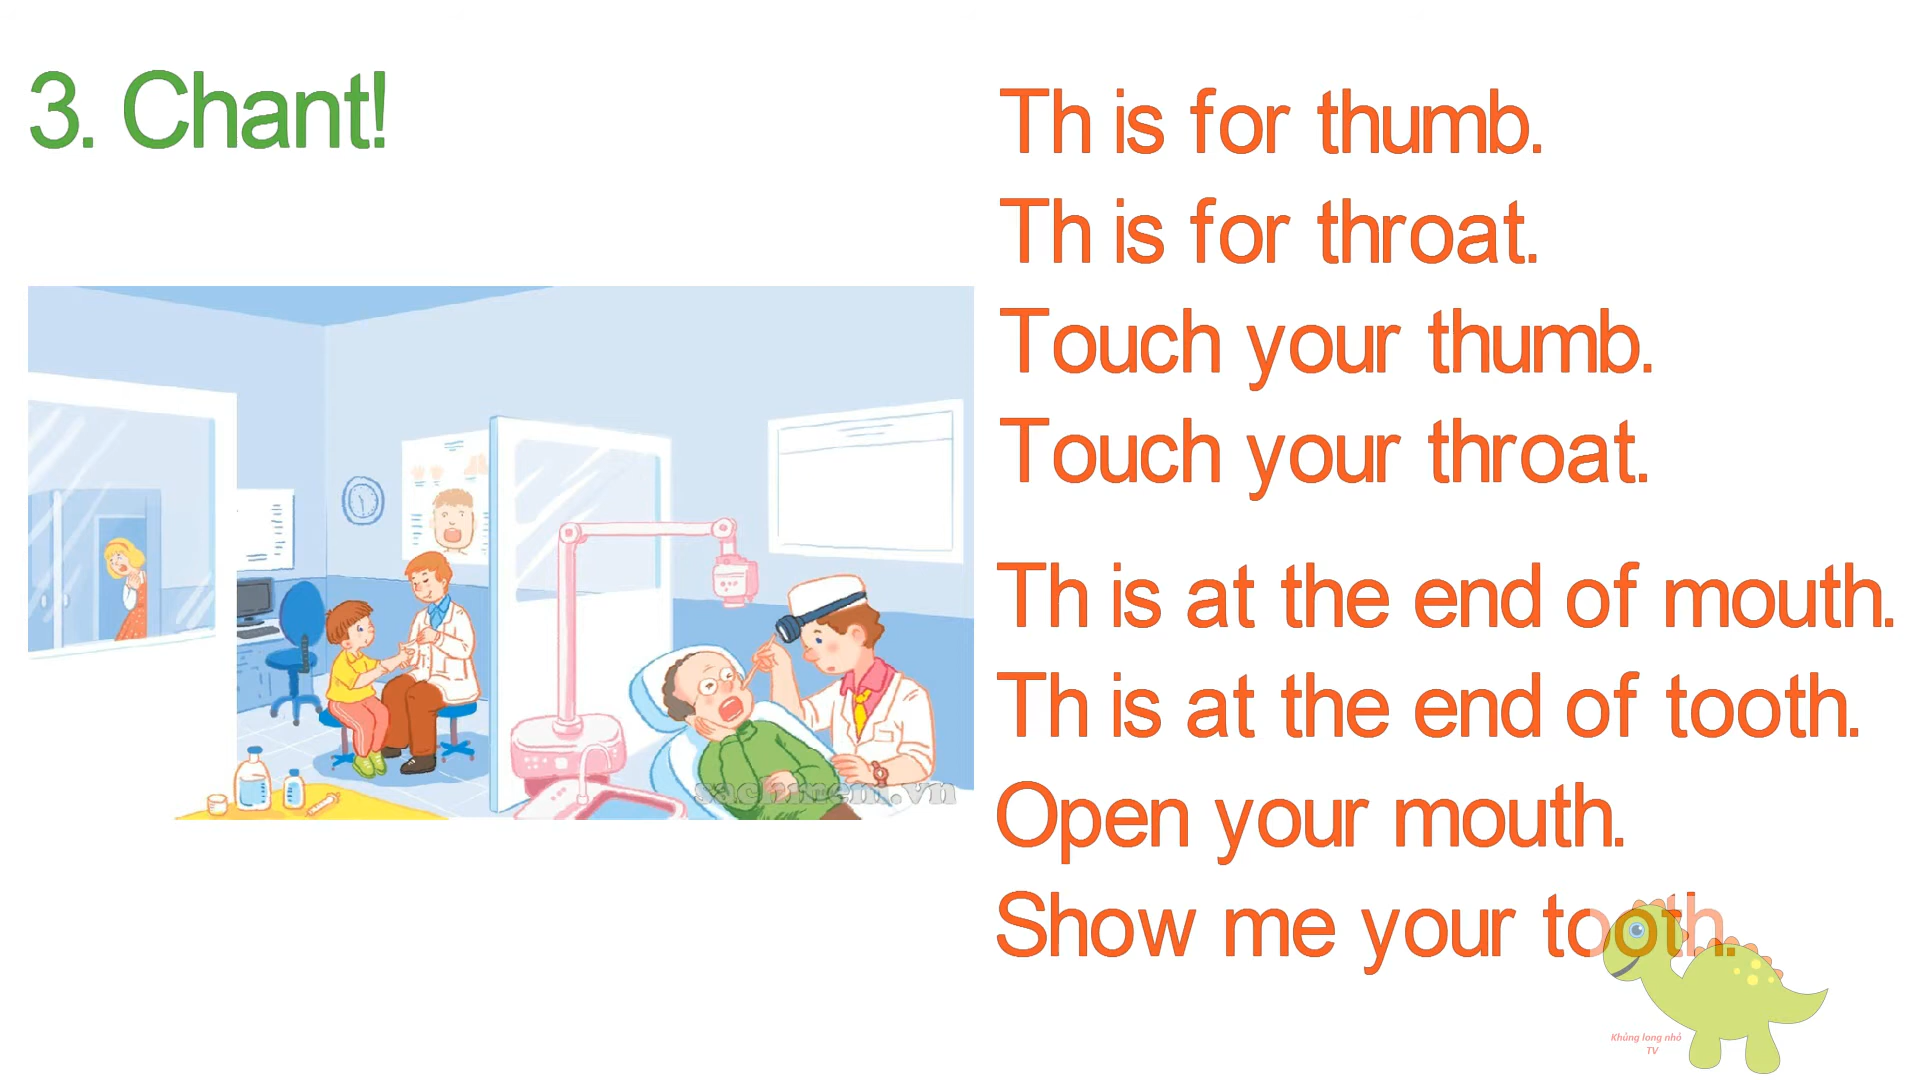 3. Chant!
Th is for thumb.
Th is for throat.
Touch your thumb.
Touch your throat.
Th is at the end of mouth.
Th is at the end of tooth.
Open your mouth.
Show me your tooth.
sachmem.vn
Khủng long nhỏ
TV